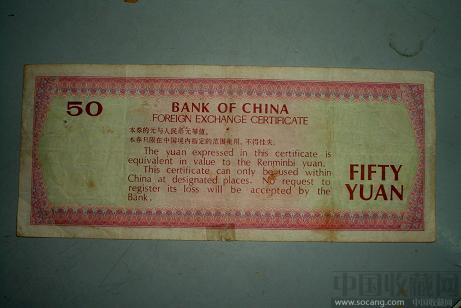 50
BANK OF CHINA
FOREIGN EXCHANGE CERTIFICATE
本券的元与人民币元等值。
本券只限在中国境内指定的范围使用，不得挂失。
The yuan expressed in this certificate is
equivalent in value to the Renminbi yuan.
This certificate can only be used within
China at designated places. No request to
register its loss will be accepted by the
Bank.
FIFTY
YUAN
中国收藏网
www.socang.com